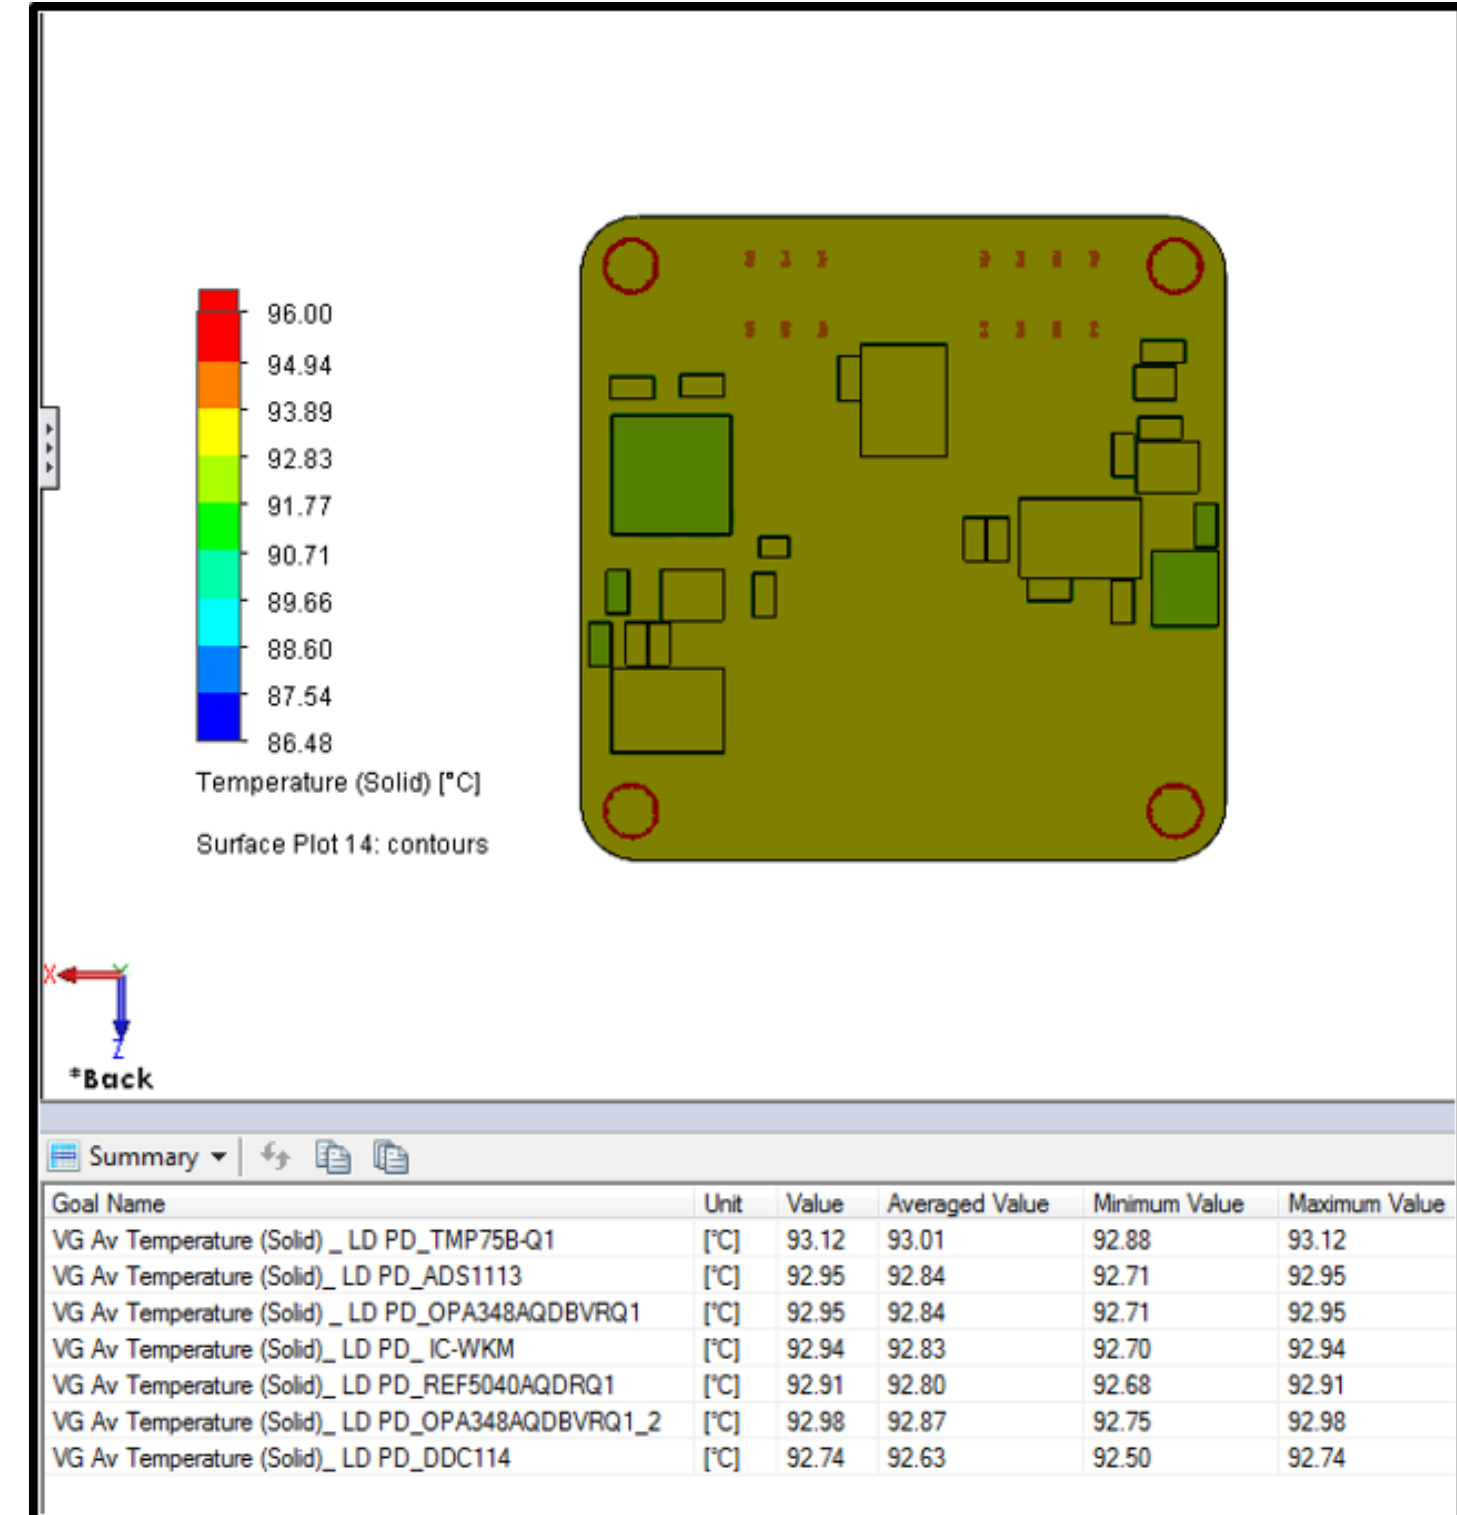 96.00
94.94
93.89
92.83
91.77
90.71
89.66
88.60
87.54
86.48
Temperature (Solid) [°C]
Surface Plot 14: contours
X
Y
Z
*Back
Summary
Goal Name Unit Value Averaged Value Minimum Value Maximum Value
VG Av Temperature (Solid) _ LD PD_TMP75B-Q1 [°C] 93.12 93.01 92.88 93.12
VG Av Temperature (Solid)_ LD PD_ADS1113 [°C] 92.95 92.84 92.71 92.95
VG Av Temperature (Solid) _ LD PD_OPA348AQDBVRQ1 [°C] 92.95 92.84 92.71 92.95
VG Av Temperature (Solid)_ LD PD_ IC-WKM [°C] 92.94 92.83 92.70 92.94
VG Av Temperature (Solid)_ LD PD_REF5040AQDRQ1 [°C] 92.91 92.80 92.68 92.91
VG Av Temperature (Solid)_ LD PD_OPA348AQDBVRQ1_2 [°C] 92.98 92.87 92.75 92.98
VG Av Temperature (Solid)_ LD PD_DDC114 [°C] 92.74 92.63 92.50 92.74